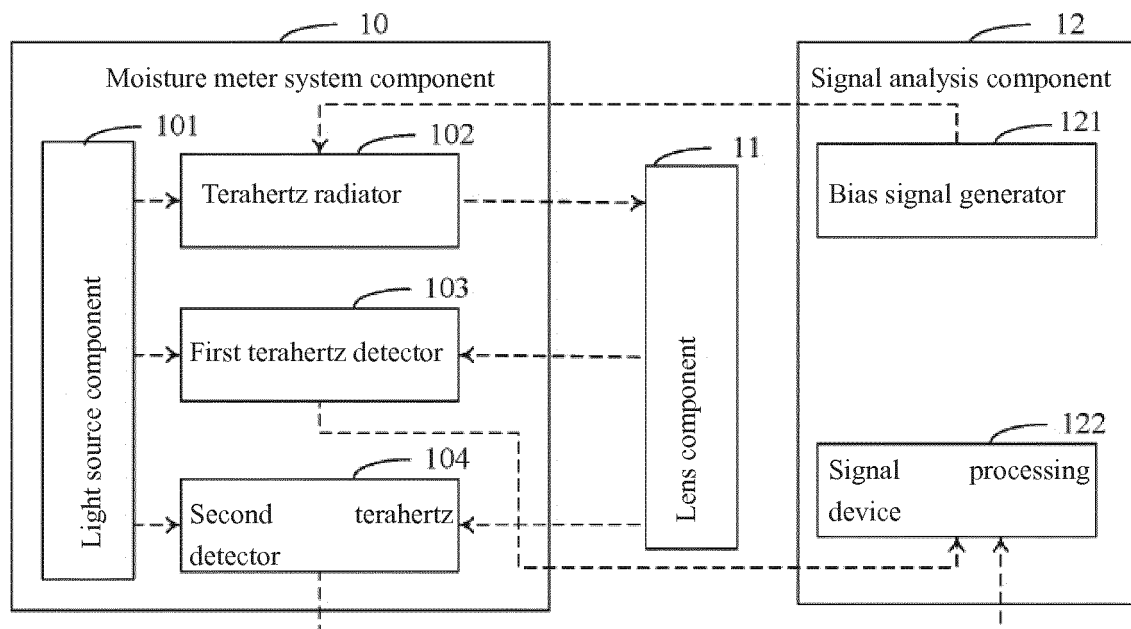 10
12
Moisture meter system component
Signal analysis component
101
102
11
121
Terahertz radiator
Bias signal generator
103
First terahertz detector
Light source component
Lens component
104
122
Second terahertz
detector
Signal processing
device